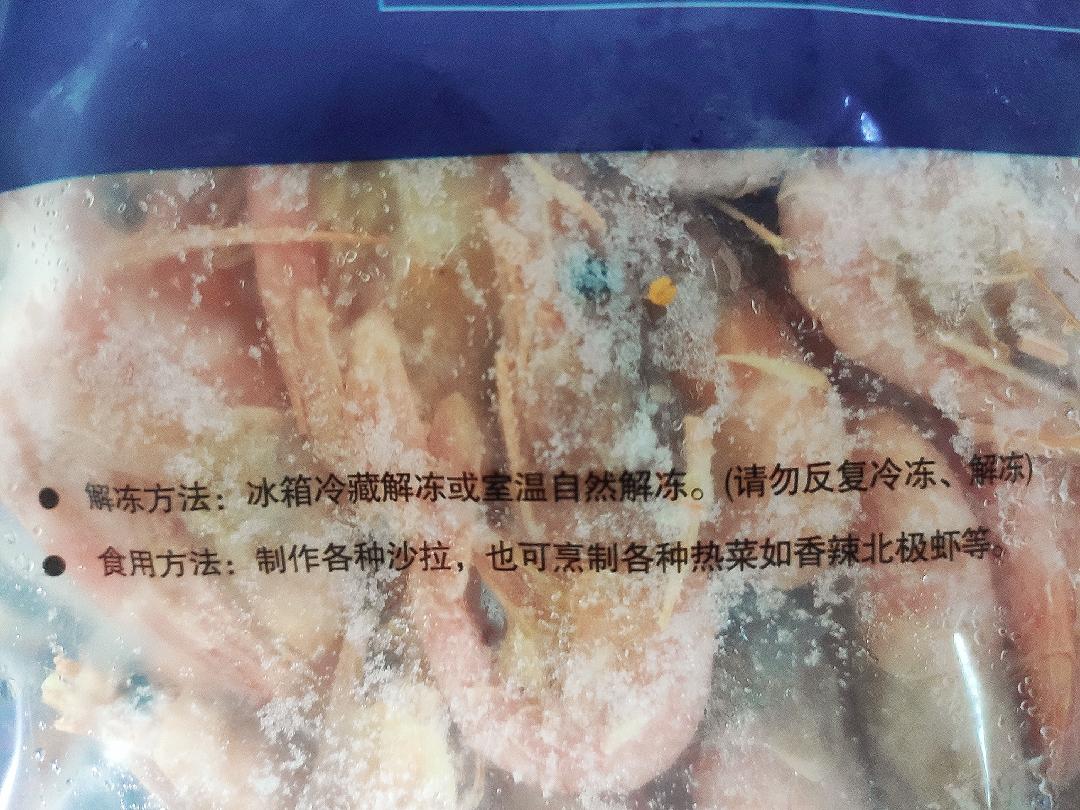 ● 解冻方法：冰箱冷藏解冻或室温自然解冻。(请勿反复冷冻、解冻)
● 食用方法：制作各种沙拉，也可烹制各种热菜如香辣北极虾等。